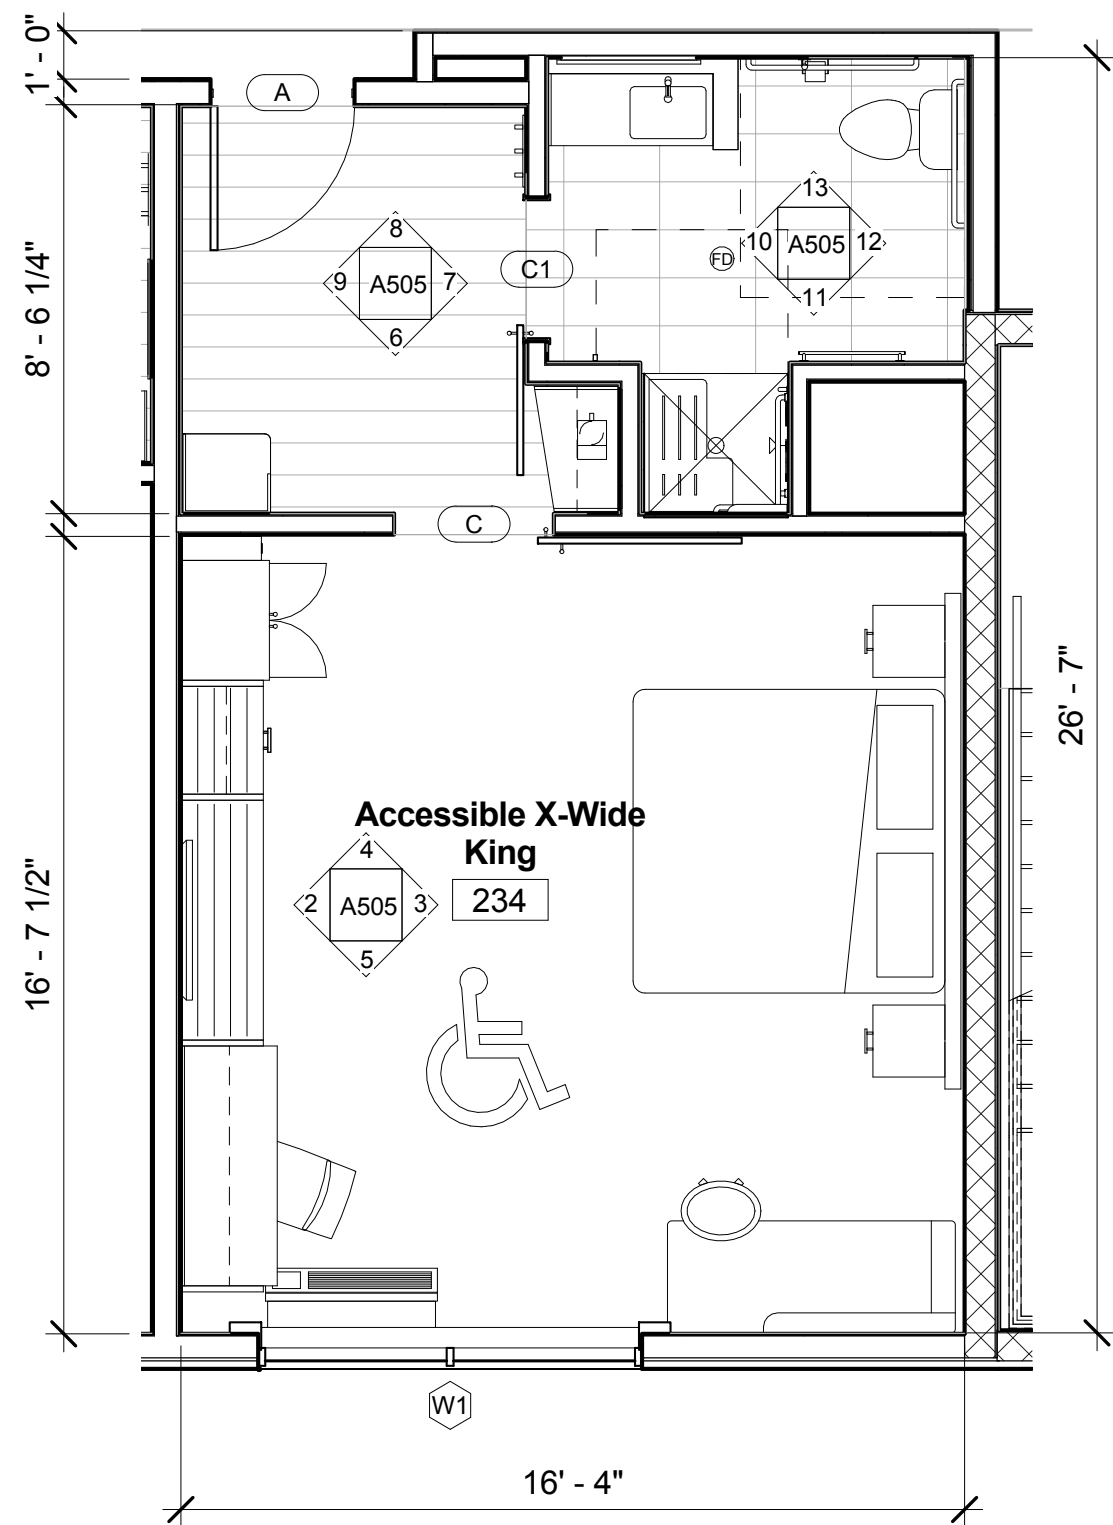 1' - 0"
A
13
10 A505 12
11
FD
8
9 A505 7
6
C1
8' - 6 1/4"
C
26' - 7"
Accessible X-Wide
King
234
4
2 A505 3
5
16' - 7 1/2"
W1
16' - 4"